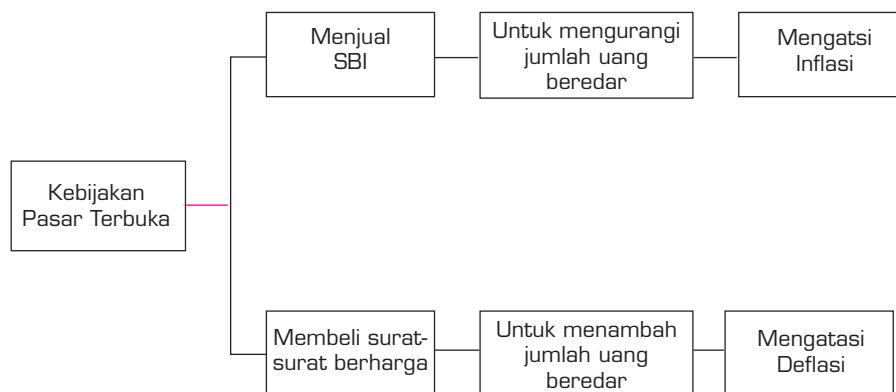 Menjual
SBI
Untuk mengurangi
jumlah uang
beredar
Mengatsi
Inflasi
Kebijakan
Pasar Terbuka
Membeli surat-
surat berharga
Untuk menambah
jumlah uang
beredar
Mengatasi
Deflasi